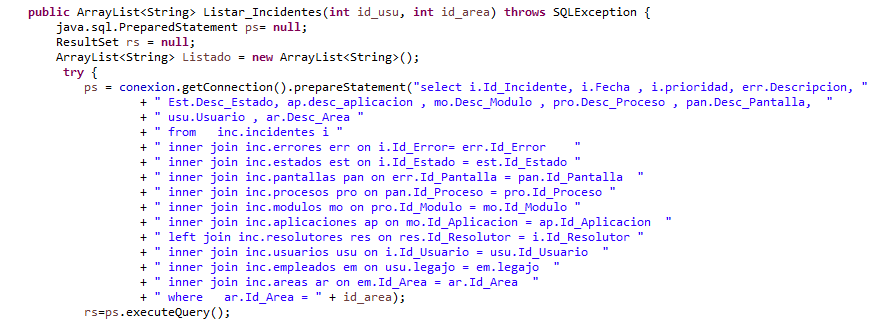 public ArrayList<String> Listar_Incidentes(int id_usu, int id_area) throws SQLException {
java.sql.PreparedStatement ps= null;
ResultSet rs = null;
ArrayList<String> Listado = new ArrayList<String>();
try {
ps = conexion.getConnection().prepareStatement("select i.Id_Incidente, i.Fecha , i.prioridad, err.Descripcion, "
+ " Est.Desc_Estado, ap.desc_aplicacion , mo.Desc_Modulo , pro.Desc_Proceso , pan.Desc_Pantalla,  "
+ " usu.Usuario , ar.Desc_Area "
+ " from   inc.incidentes i "
+ " inner join inc.errores err on i.Id_Error= err.Id_Error    "
+ " inner join inc.estados est on i.Id_Estado = est.Id_Estado "
+ " inner join inc.pantallas pan on err.Id_Pantalla = pan.Id_Pantalla  "
+ " inner join inc.procesos pro on pan.Id_Proceso = pro.Id_Proceso "
+ " inner join inc.modulos mo on pro.Id_Modulo = mo.Id_Modulo "
+ " inner join inc.aplicaciones ap on mo.Id_Aplicacion = ap.Id_Aplicacion  "
+ " left join inc.resolutores res on res.Id_Resolutor = i.Id_Resolutor "
+ " inner join inc.usuarios usu on i.Id_Usuario = usu.Id_Usuario  "
+ " inner join inc.empleados em on usu.legajo = em.legajo  "
+ " inner join inc.areas ar on em.Id_Area = ar.Id_Area  "
+ " where   ar.Id_Area = " + id_area);
rs=ps.executeQuery();